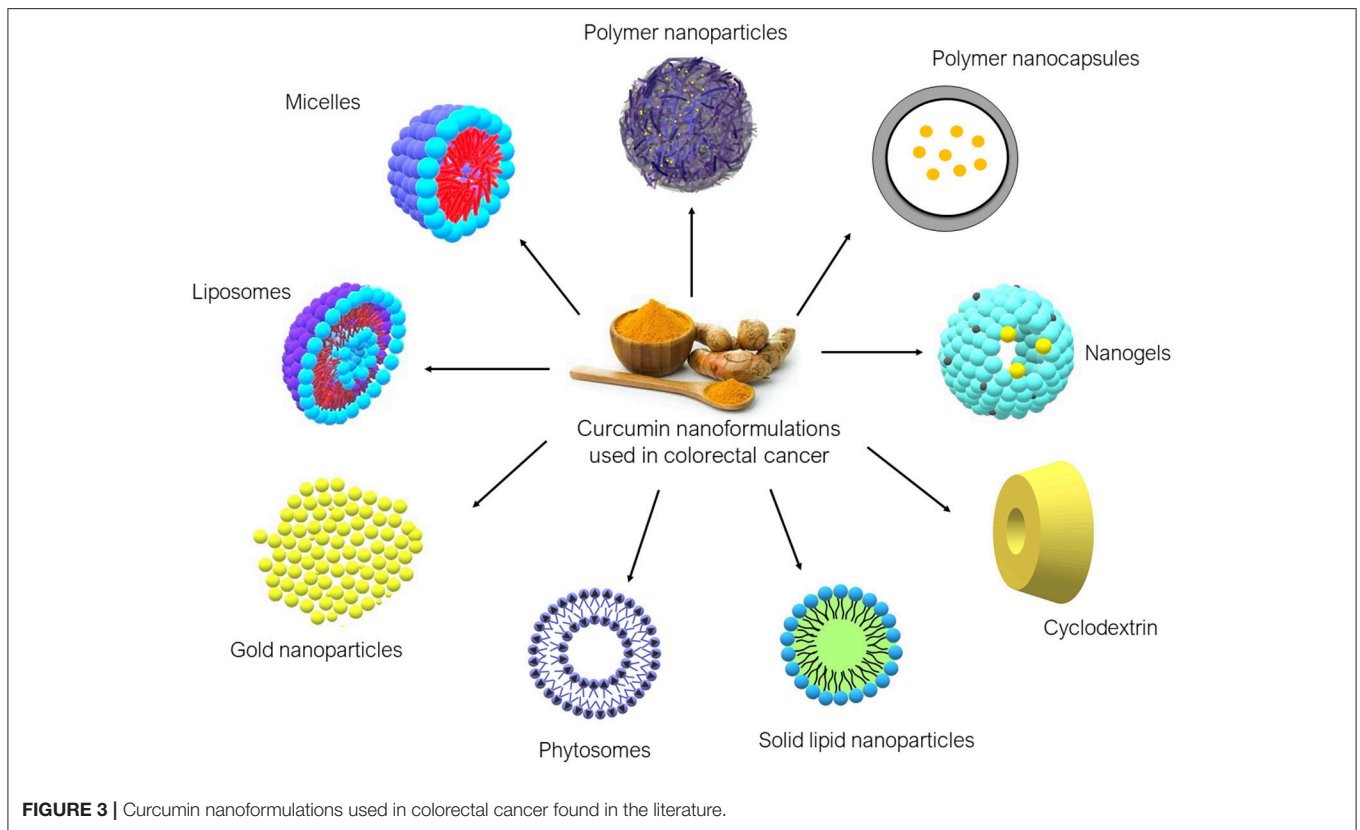 Polymer nanoparticles
Polymer nanocapsules
Micelles
Liposomes
Nanogels
Curcumin nanoformulations
used in colorectal cancer
Gold nanoparticles
Cyclodextrin
Phytosomes
Solid lipid nanoparticles
FIGURE 3 | Curcumin nanoformulations used in colorectal cancer found in the literature.